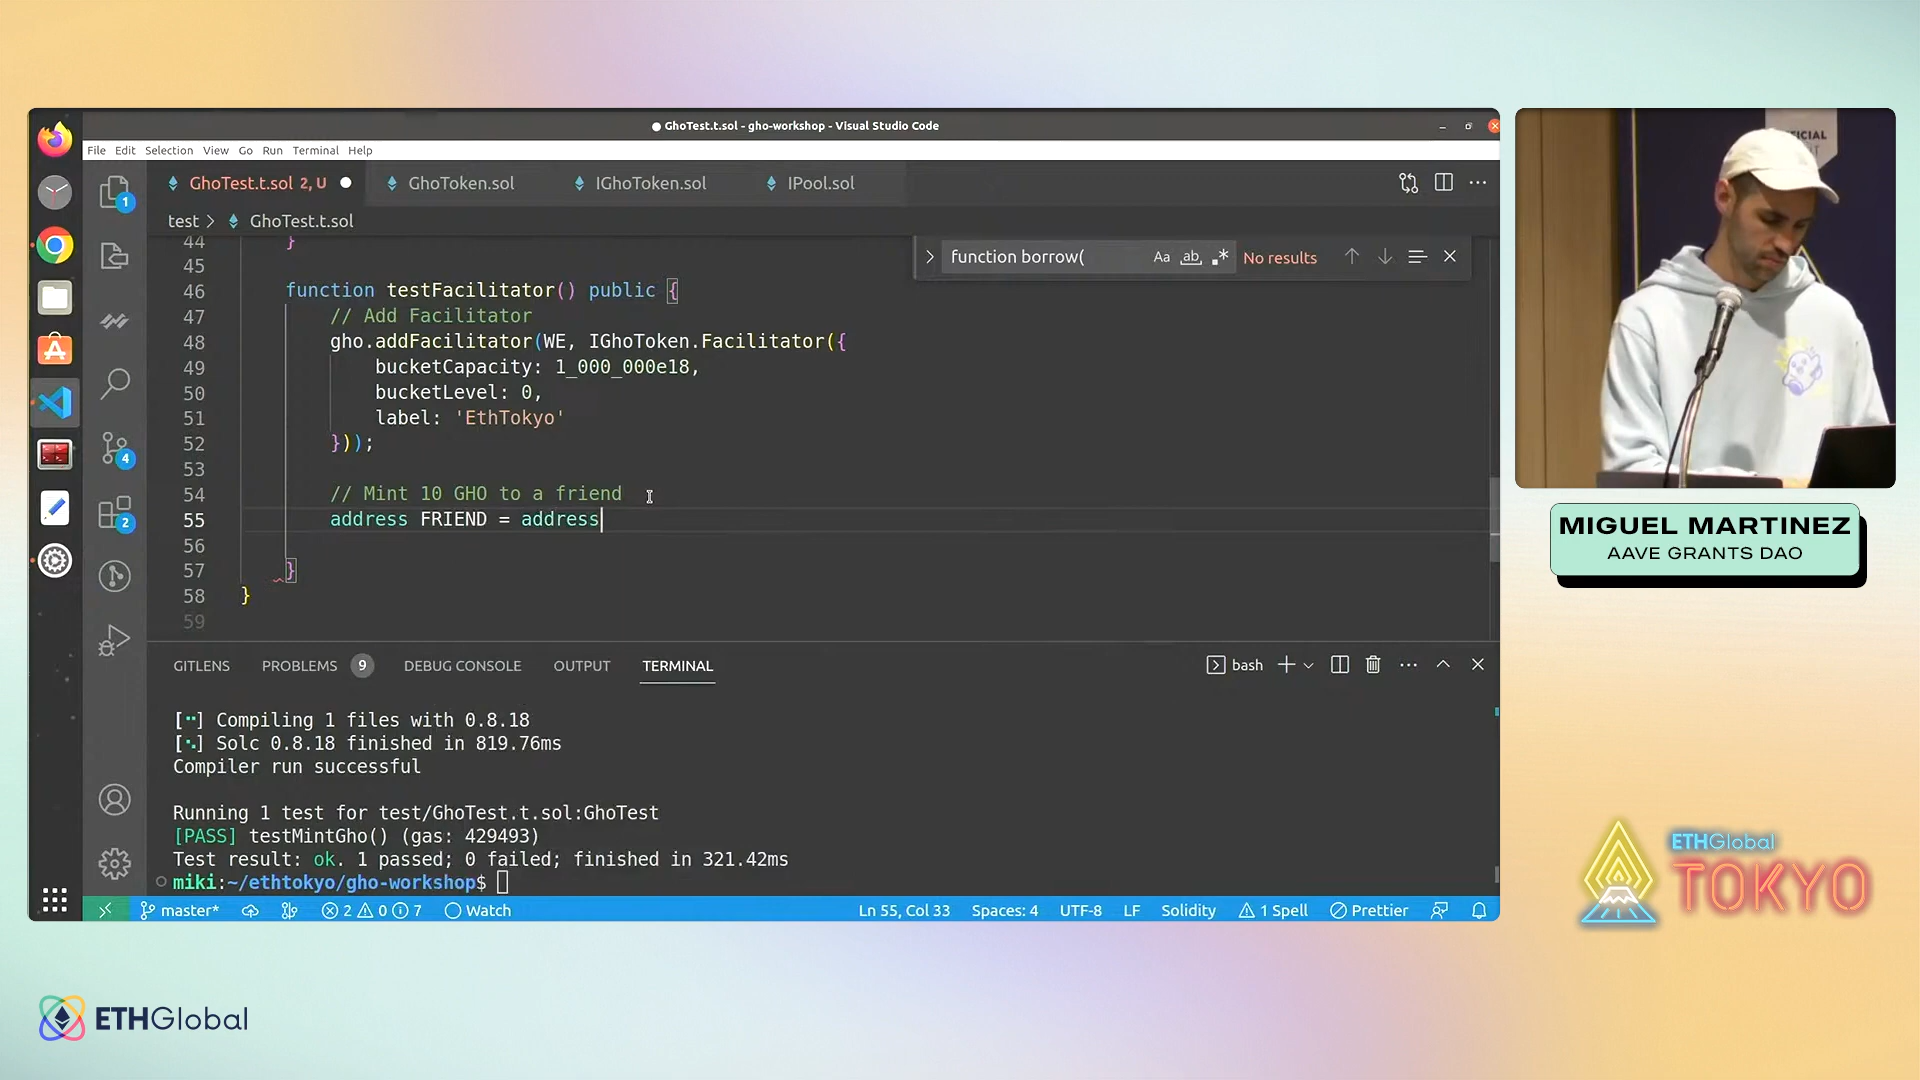 GhoTest.t.sol - gho-workshop - Visual Studio Code
File Edit Selection View Go Run Terminal Help
GhoTest.t.sol 2, U GhoToken.sol IGhoToken.sol IPool.sol
test > GhoTest.t.sol
function borrow( Aa ab No results
44 }
45
46 function testFacilitator() public {
47 // Add Facilitator
48 gho.addFacilitator(WE, IGhoToken.Facilitator({
49 bucketCapacity: 1_000_000e18,
50 bucketLevel: 0,
51 label: 'EthTokyo'
52 }));
53
54 // Mint 10 GHO to a friend
55 address FRIEND = address
56
57 }
58 }
59
1
4
2
GITLENS PROBLEMS 9 DEBUG CONSOLE OUTPUT TERMINAL bash
Compiling 1 files with 0.8.18
Solc 0.8.18 finished in 819.76ms
Compiler run successful
Running 1 test for test/GhoTest.t.sol:GhoTest
[PASS] testMintGho() (gas: 429493)
Test result: ok. 1 passed; 0 failed; finished in 321.42ms
miki:~/ethtokyo/gho-workshop$
master* 2 0 7 Watch Ln 55, Col 33 Spaces: 4 UTF-8 LF Solidity 1 Spell Prettier
MIGUEL MARTINEZ
AAVE GRANTS DAO
ETHGlobal
TOKYO
ETHGlobal